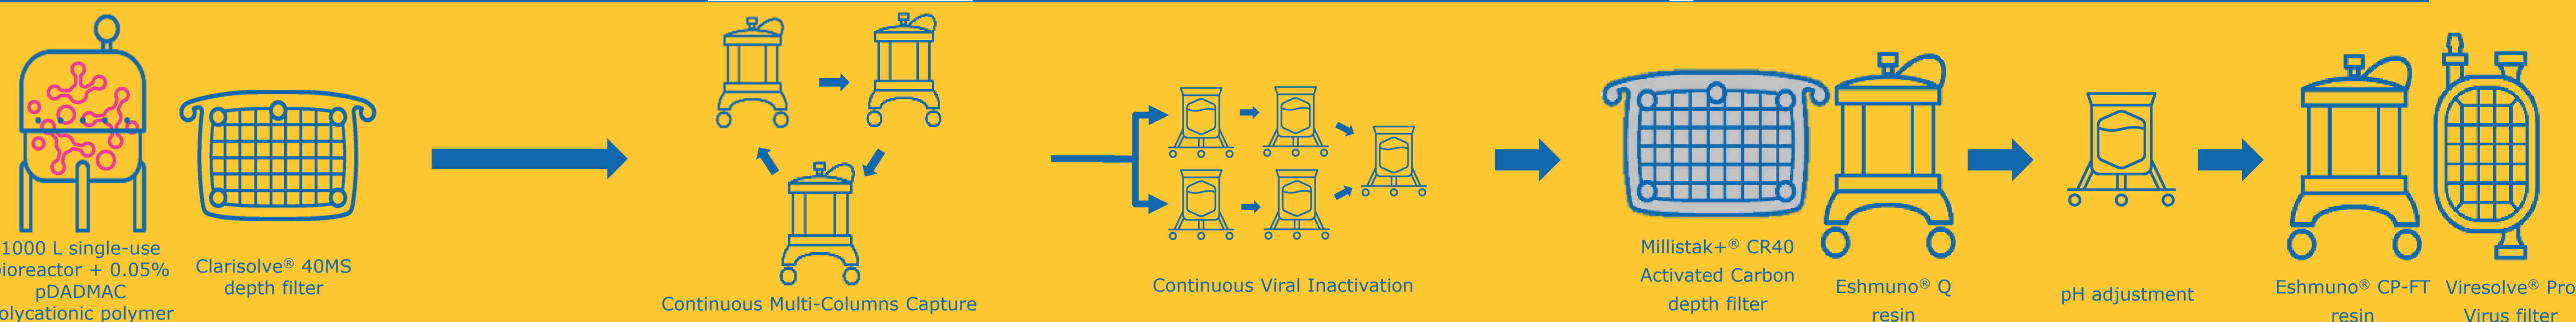 1000 L single-use
ioreactor + 0.05%
pDADMAC
olycationic polymer
Clarisolve® 40MS
depth filter
Continuous Multi-Columns Capture
Continuous Viral Inactivation
Millistak+® CR40
Activated Carbon
depth filter
Eshmuno® Q
resin
pH adjustment
Eshmuno® CP-FT
resin
Viresolve® Pro
Virus filter